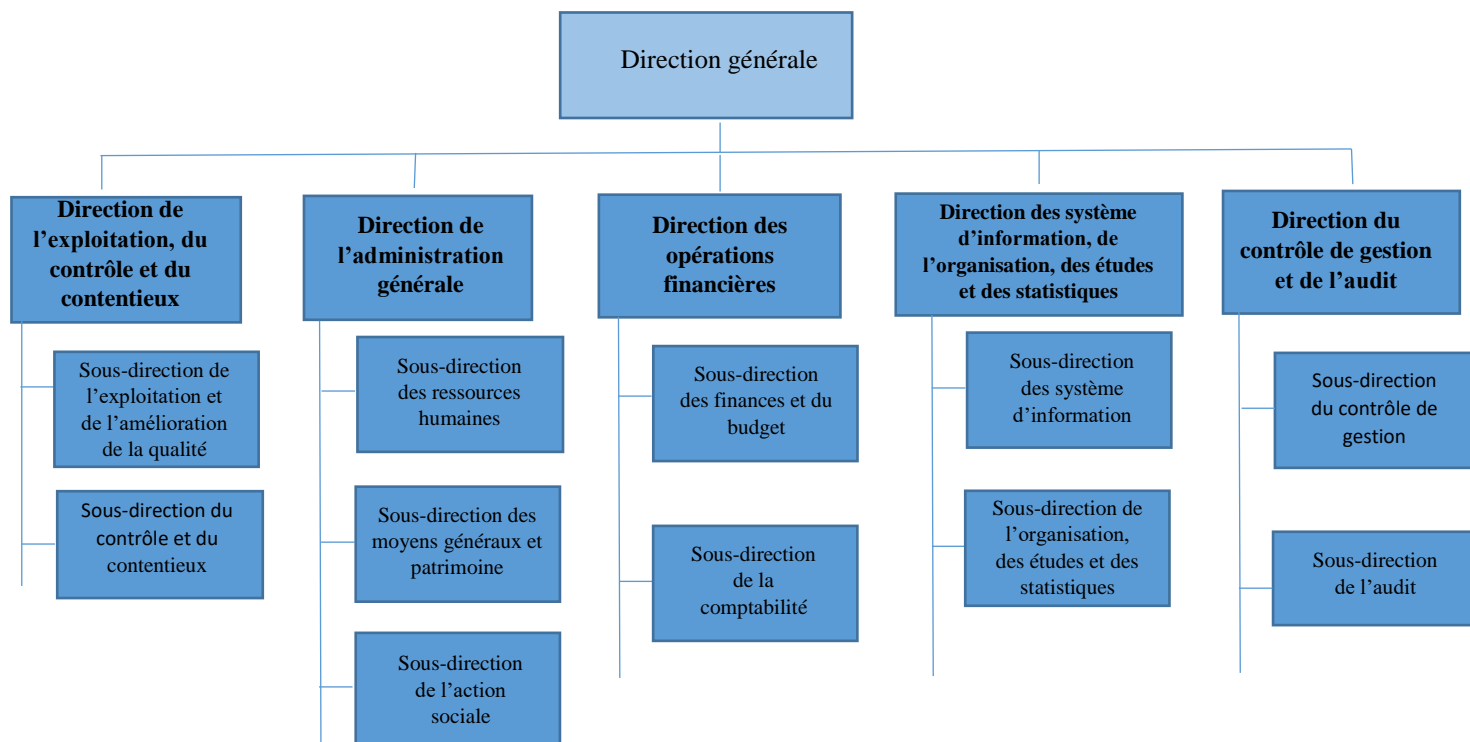 Direction générale
Direction de
l’exploitation, du
contrôle et du
contentieux
Sous-direction de
l’exploitation et
de l’amélioration
de la qualité
Sous-direction du
contrôle et du
contentieux
Direction de
l’administration
générale
Sous-direction
des ressources
humaines
Sous-direction des
moyens généraux et
patrimoine
Sous-direction
de l’action
sociale
Direction des
opérations
financières
Sous-direction
des finances et du
budget
Sous-direction
de la
comptabilité
Direction des système
d’information, de
l’organisation, des études
et des statistiques
Sous-direction
des système
d’information
Sous-direction de
l’organisation,
des études et des
statistiques
Direction du
contrôle de gestion
et de l’audit
Sous-direction
du contrôle de
gestion
Sous-direction
de l’audit